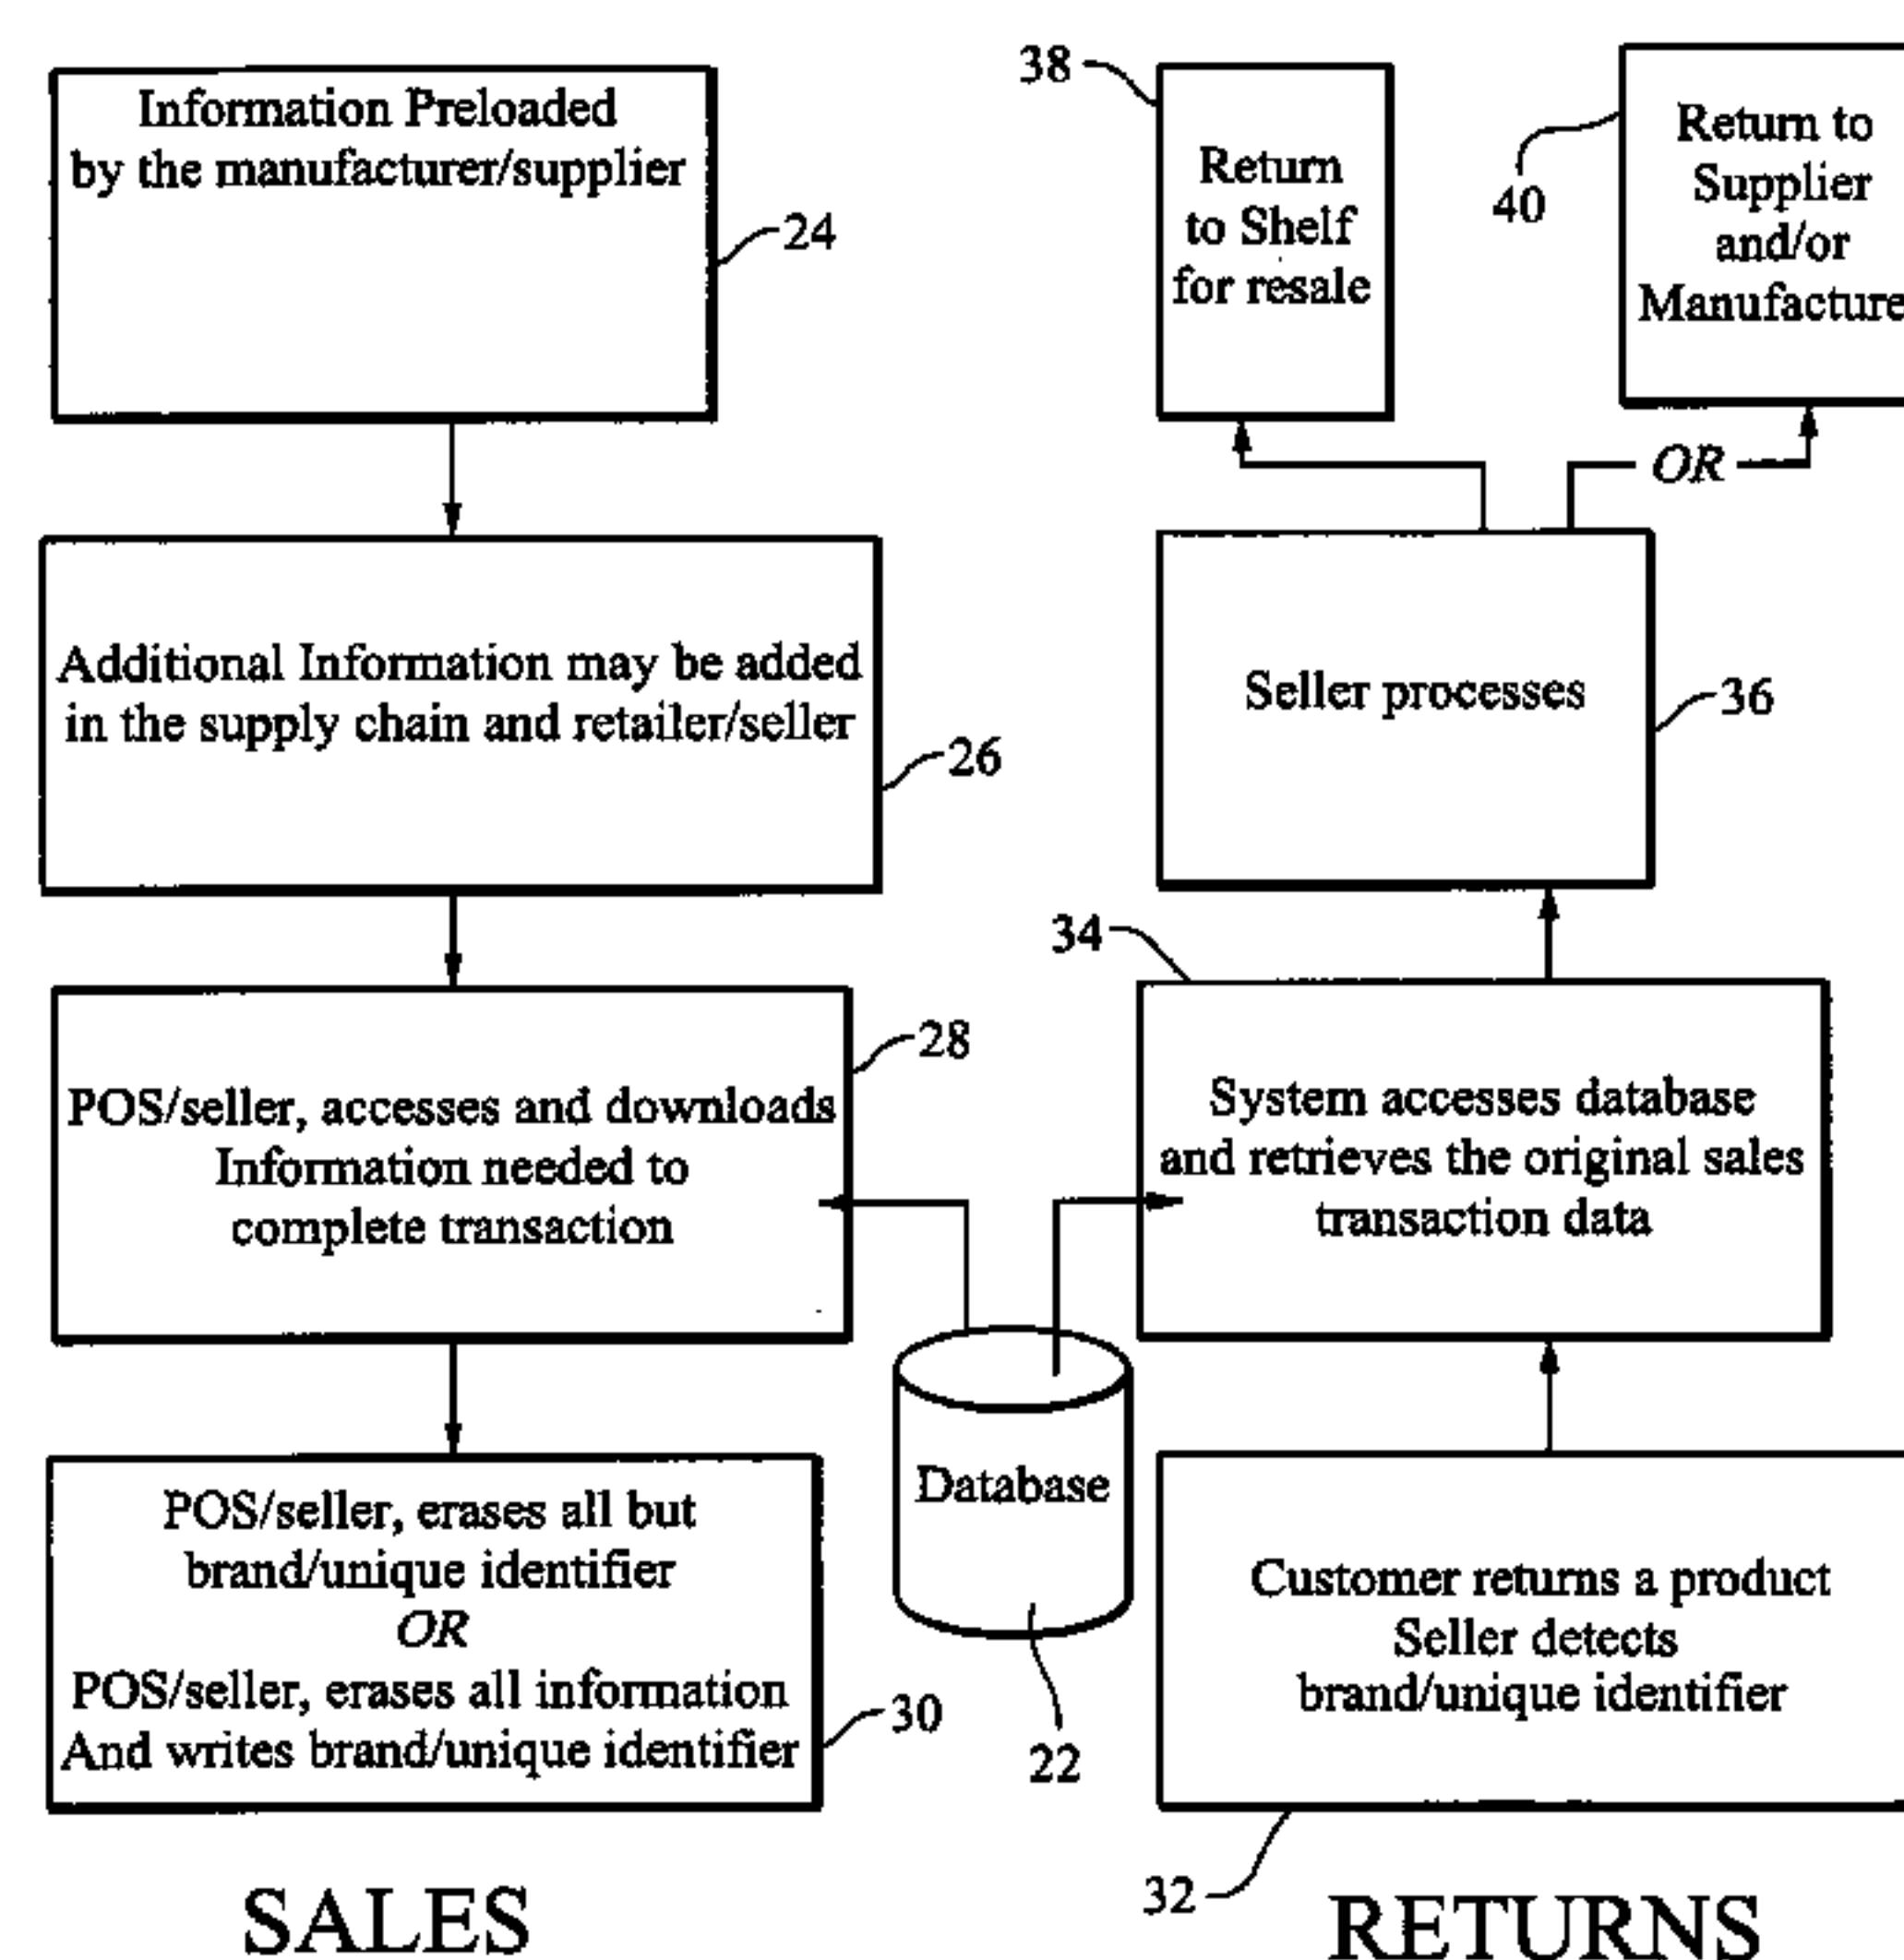 Information Preloaded
by the manufacturer/supplier
24
Additional Information may be added
in the supply chain and retailer/seller
26
POS/seller, accesses and downloads
Information needed to
complete transaction
28
POS/seller, erases all but
brand/unique identifier
OR
POS/seller, erases all information
And writes brand/unique identifier
30
SALES
Database
22
38
Return
to Shelf
for resale
40
Return to
Supplier
and/or
Manufacture
OR
Seller processes
36
34
System accesses database
and retrieves the original sales
transaction data
Customer returns a product
Seller detects
brand/unique identifier
32
RETURNS